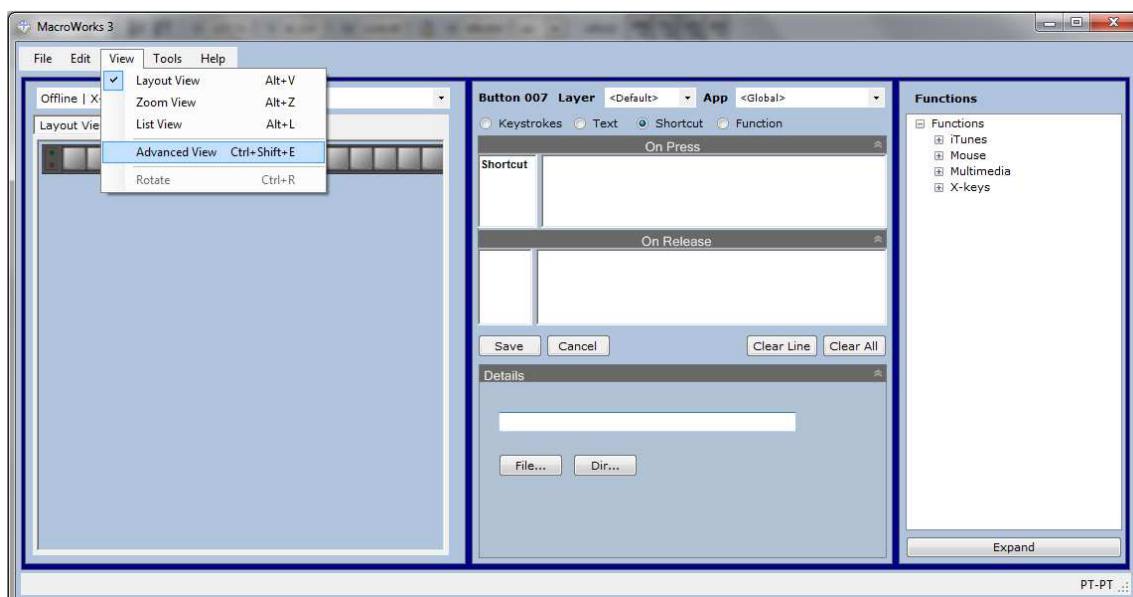 MacroWorks 3
File Edit View Tools Help
Layout View Alt+V
Zoom View Alt+Z
List View Alt+L
Advanced View Ctrl+Shift+E
Rotate Ctrl+R
Offline | X-
Layout Vie
Button 007 Layer <Default> App <Global>
Keystrokes Text Shortcut Function
On Press
Shortcut
On Release
Save Cancel Clear Line Clear All
Details
File... Dir...
Functions
Functions
iTunes
Mouse
Multimedia
X-keys
Expand
PT-PT